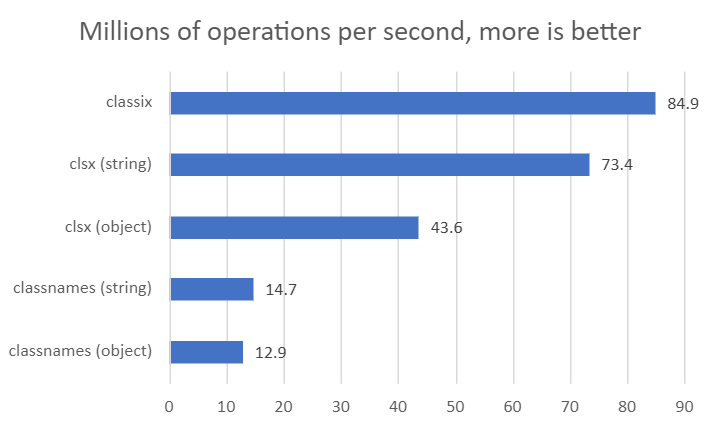 Millions of operations per second, more is better
classix 84.9
clsx (string) 73.4
clsx (object) 43.6
classnames (string) 14.7
classnames (object) 12.9
0 10 20 30 40 50 60 70 80 90